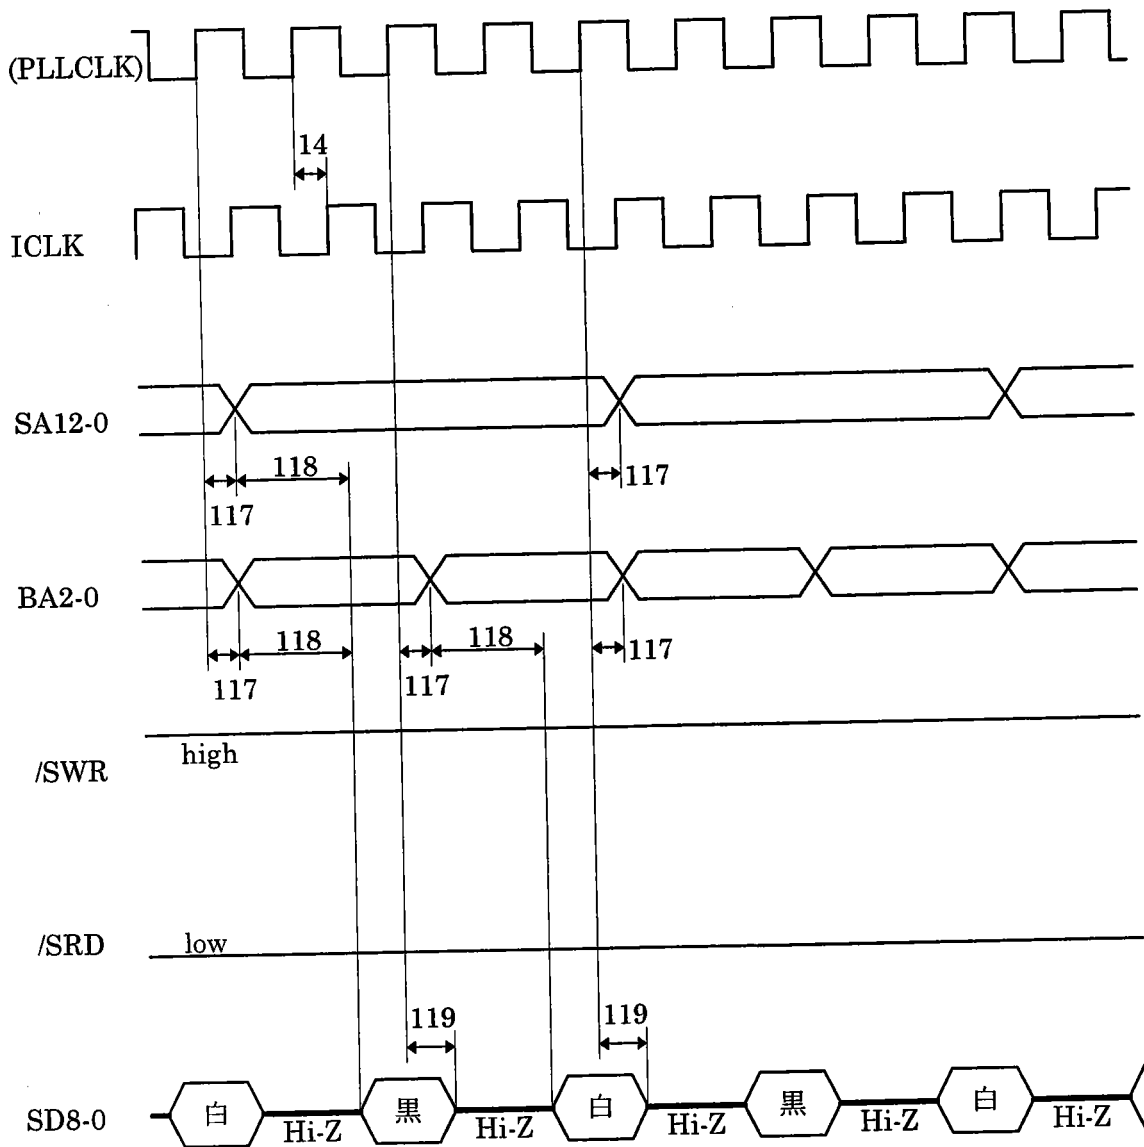 (PLLCLK)
14
ICLK
SA12-0
118
117
117
BA2-0
118
118
117
117
117
high
/SWR
/SRD
low
119
119
SD8-0
白
Hi-Z
黒
Hi-Z
白
Hi-Z
黒
Hi-Z
白
Hi-Z